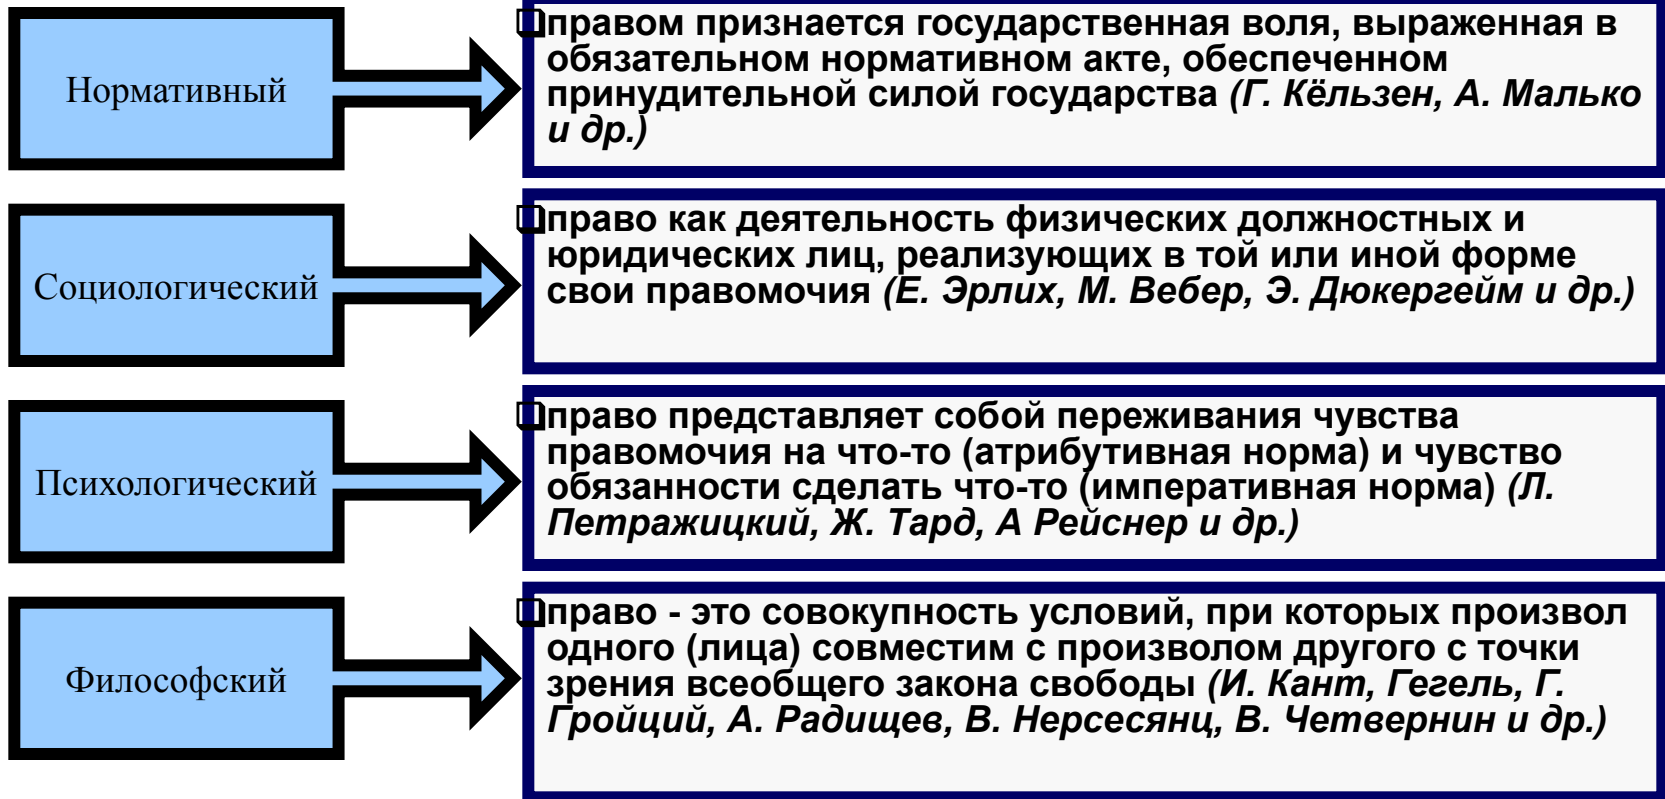 Нормативный
правом признается государственная воля, выраженная в
обязательном нормативном акте, обеспеченном
принудительной силой государства (Г. Кёльзен, А. Малько
и др.)
Социологический
право как деятельность физических должностных и
юридических лиц, реализующих в той или иной форме
свои правомочия (Е. Эрлих, М. Вебер, Э. Дюкергейм и др.)
Психологический
право представляет собой переживания чувства
правомочия на что-то (атрибутивная норма) и чувство
обязанности сделать что-то (императивная норма) (Л.
Петражицкий, Ж. Тард, А Рейснер и др.)
Философский
право - это совокупность условий, при которых произвол
одного (лица) совместим с произволом другого с точки
зрения всеобщего закона свободы (И. Кант, Гегель, Г.
Гройций, А. Радищев, В. Нерсесянц, В. Четвернин и др.)